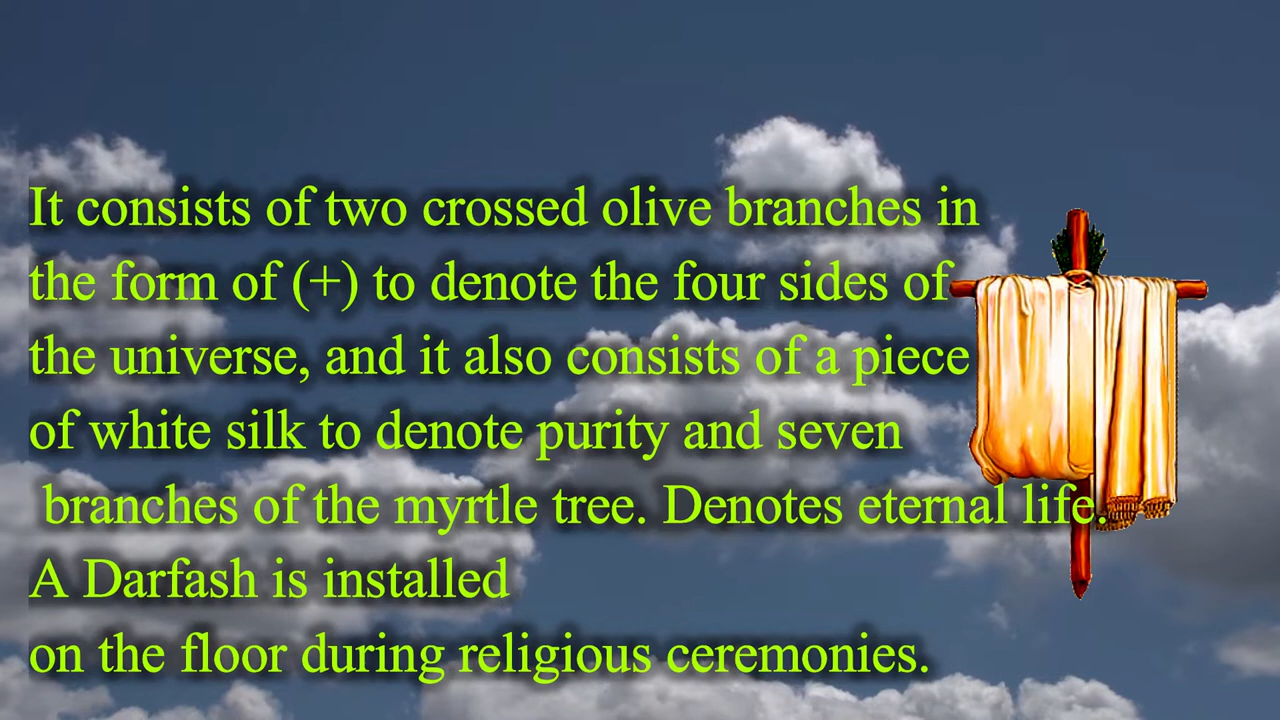 It consists of two crossed olive branches in
the form of (+) to denote the four sides of
the universe, and it also consists of a piece
of white silk to denote purity and seven
branches of the myrtle tree. Denotes eternal life.
A Darfash is installed
on the floor during religious ceremonies.